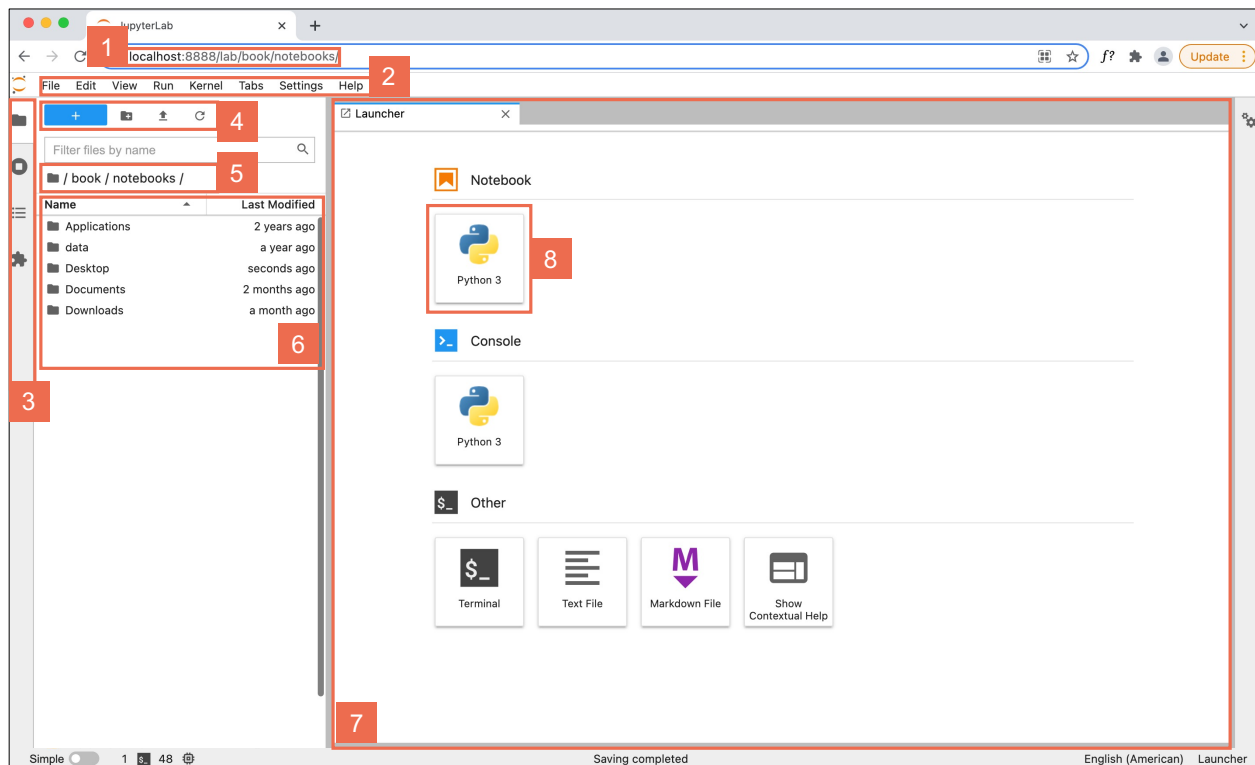 JupyterLab
1
localhost:8888/lab/book/notebooks/
f?
Update
File Edit View Run Kernel Tabs Settings Help
2
+
4
Launcher
Filter files by name
/ book / notebooks /
5
Name Last Modified
Applications 2 years ago
data a year ago
Desktop seconds ago
Documents 2 months ago
Downloads a month ago
6
3
Notebook
Python 3
8
Console
Python 3
$_ Other
$_
Terminal
Text File
M
Markdown File
Show
Contextual Help
7
Simple 1 $_ 48 Saving completed English (American) Launcher